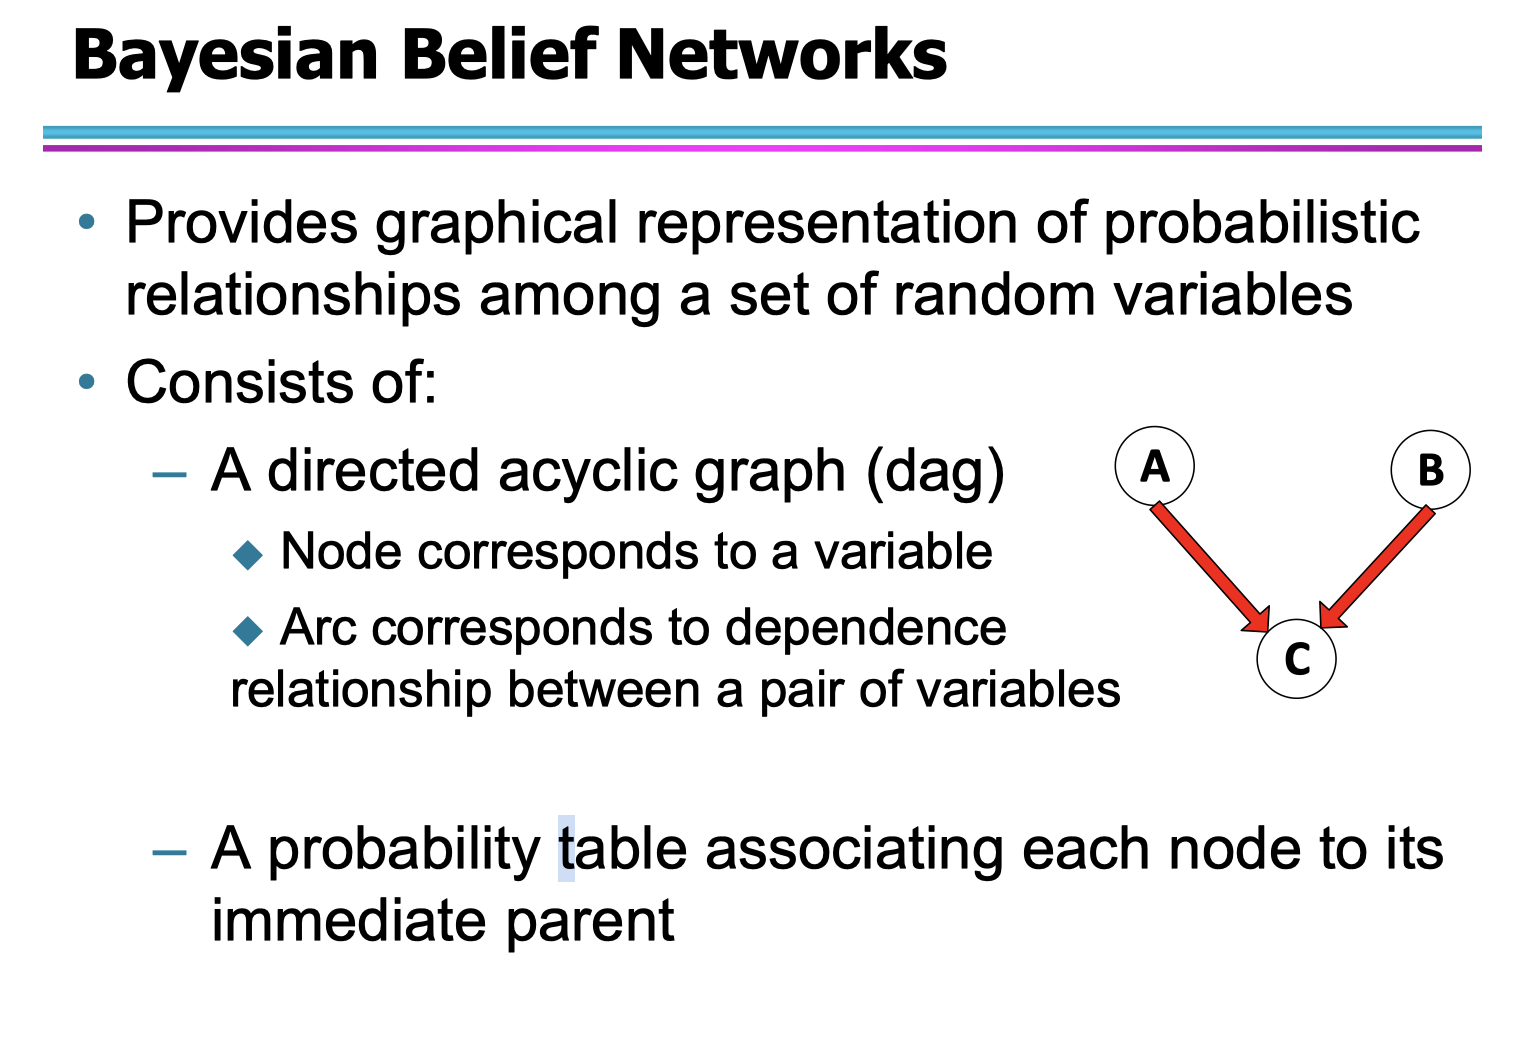 Bayesian Belief Networks
• Provides graphical representation of probabilistic
relationships among a set of random variables
• Consists of:
– A directed acyclic graph (dag)
◆ Node corresponds to a variable
◆ Arc corresponds to dependence
relationship between a pair of variables
A
B
C
– A probability table associating each node to its
immediate parent